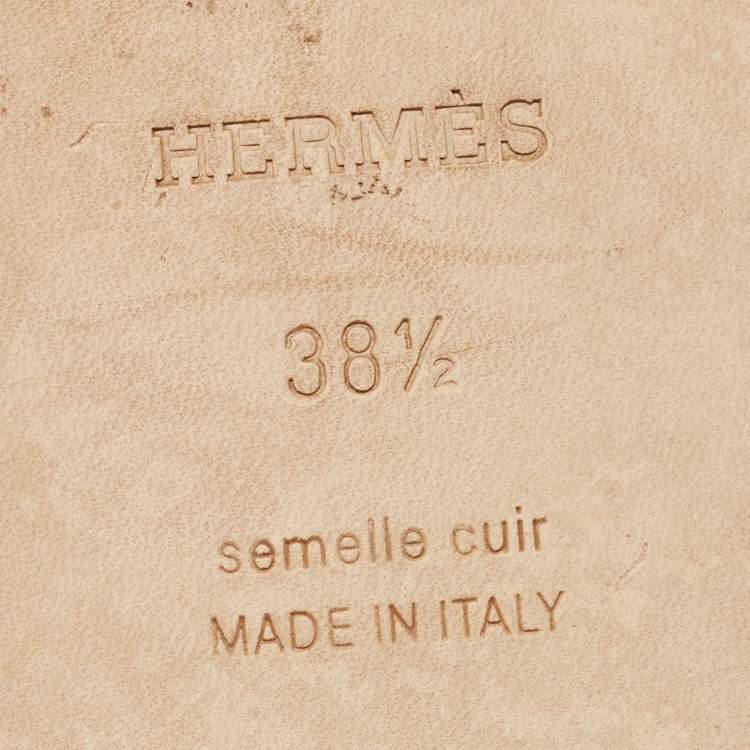 HERMÈS
38½
semelle cuir
MADE IN ITALY